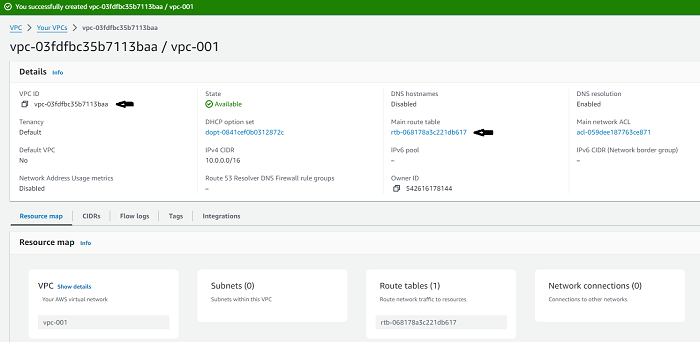 You successfully created vpc-03fdfbc35b7113baa / vpc-001
VPC > Your VPCs > vpc-03fdfbc35b7113baa
vpc-03fdfbc35b7113baa / vpc-001
Details Info
VPC ID State DNS hostnames DNS resolution
vpc-03fdfbc35b7113baa Available Disabled Enabled
Tenancy DHCP option set Main route table Main network ACL
Default dopt-0841cef0b0312872c rtb-068178a3c221db617 acl-059dee187763ce871
Default VPC IPv4 CIDR IPv6 pool IPv6 CIDR (Network border group)
No 10.0.0.0/16 – –
Network Address Usage metrics Route 53 Resolver DNS Firewall rule groups Owner ID
Disabled – 542616178144
Resource map CIDRs Flow logs Tags Integrations
Resource map Info
VPC Show details Subnets (0) Route tables (1) Network connections (0)
Your AWS virtual network Subnets within this VPC Route network traffic to resources Connections to other networks
vpc-001 rtb-068178a3c221db617